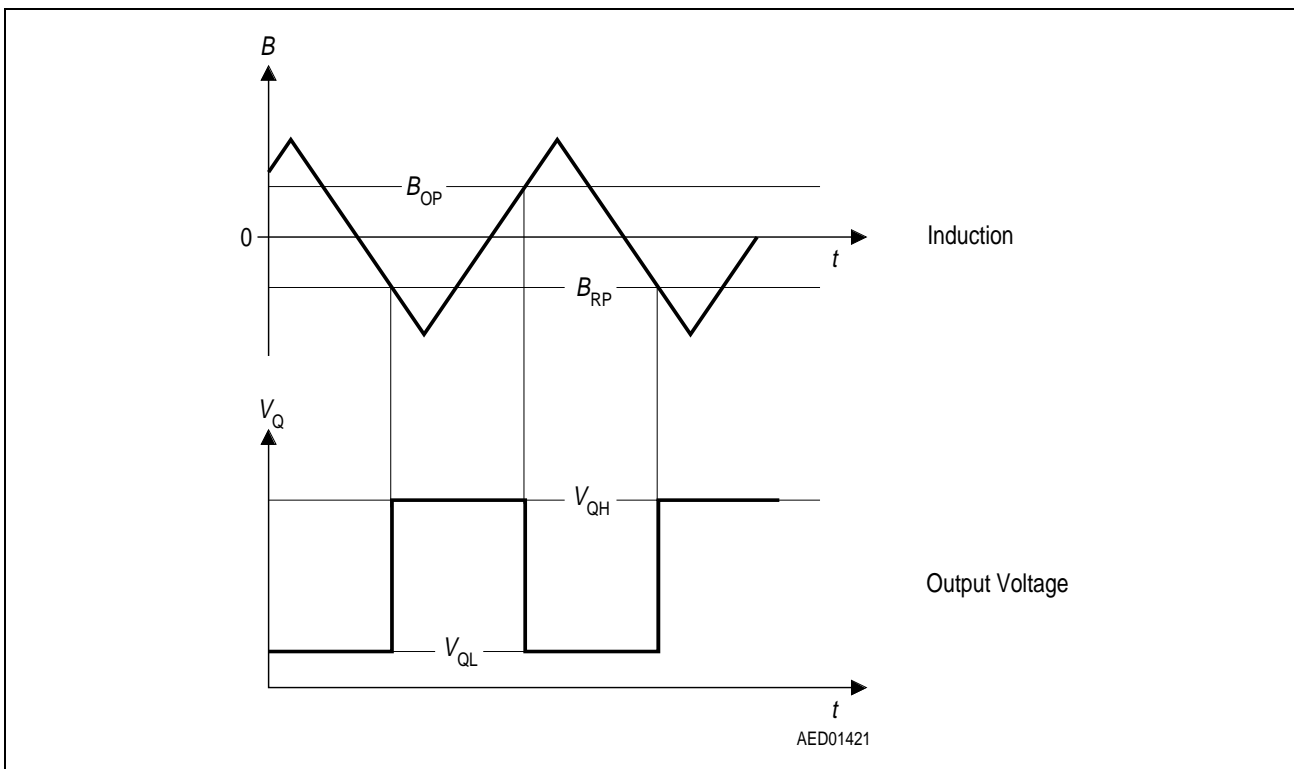 B
B_OP
0
t
Induction
B_RP
V_Q
V_QH
Output Voltage
V_QL
t
AED01421